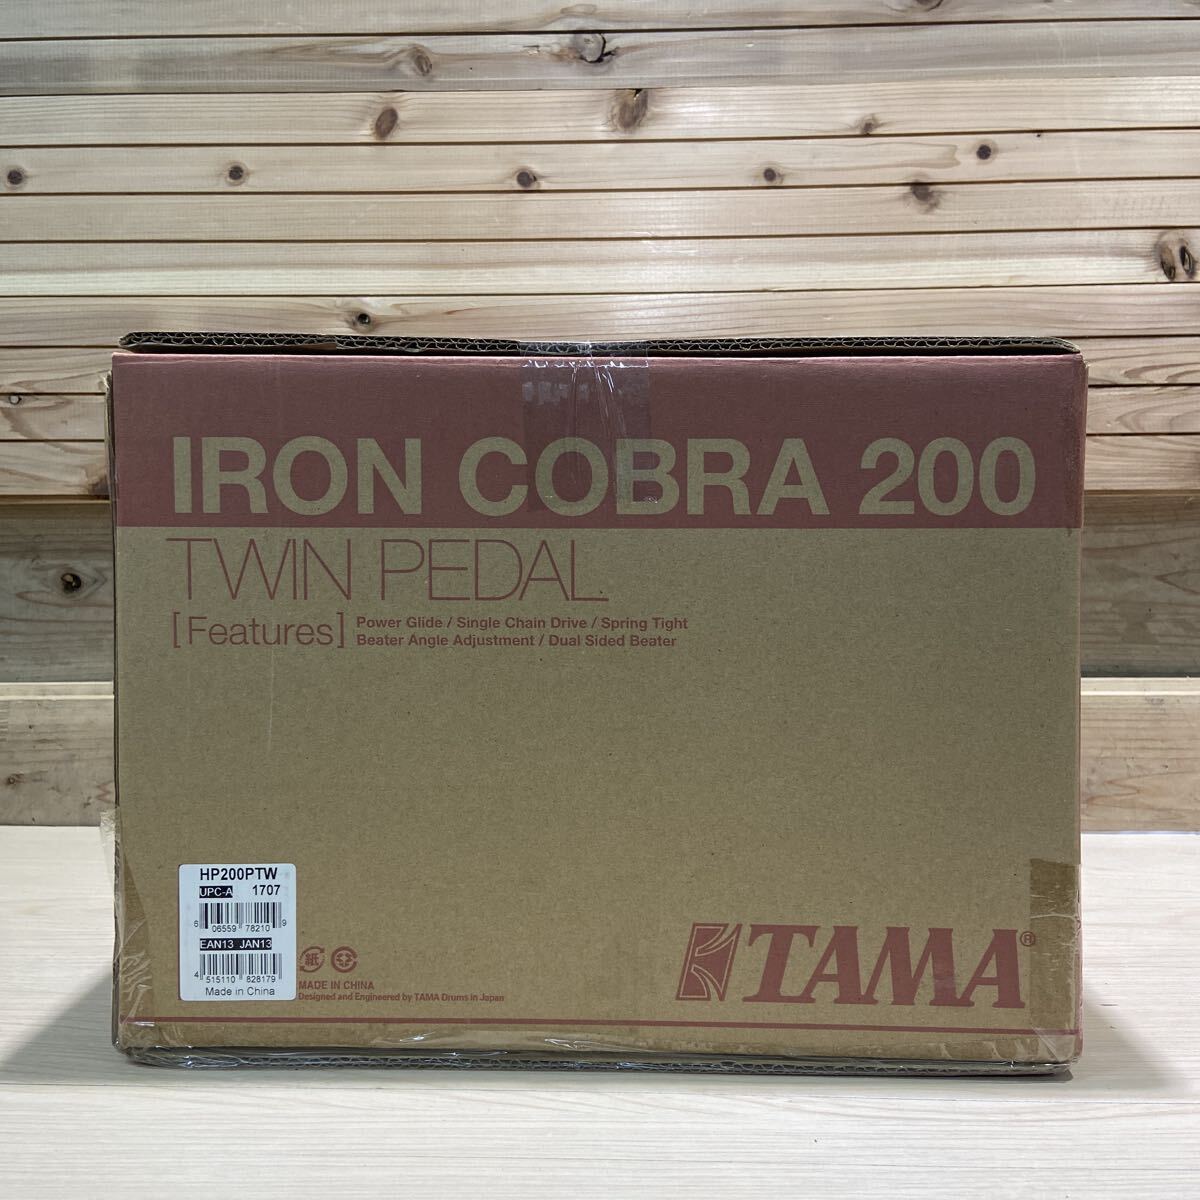 IRON COBRA 200
TWIN PEDAL
[Features] Power Glide / Single Chain Drive / Spring Tight
Beater Angle Adjustment / Dual Sided Beater
HP200PTW
UPC-A 1707
6 06559 78210 9
EAN13 JAN13
4 515110 828179
Made in China
紙
MADE IN CHINA
Designed and Engineered by TAMA Drums in Japan
TAMA®